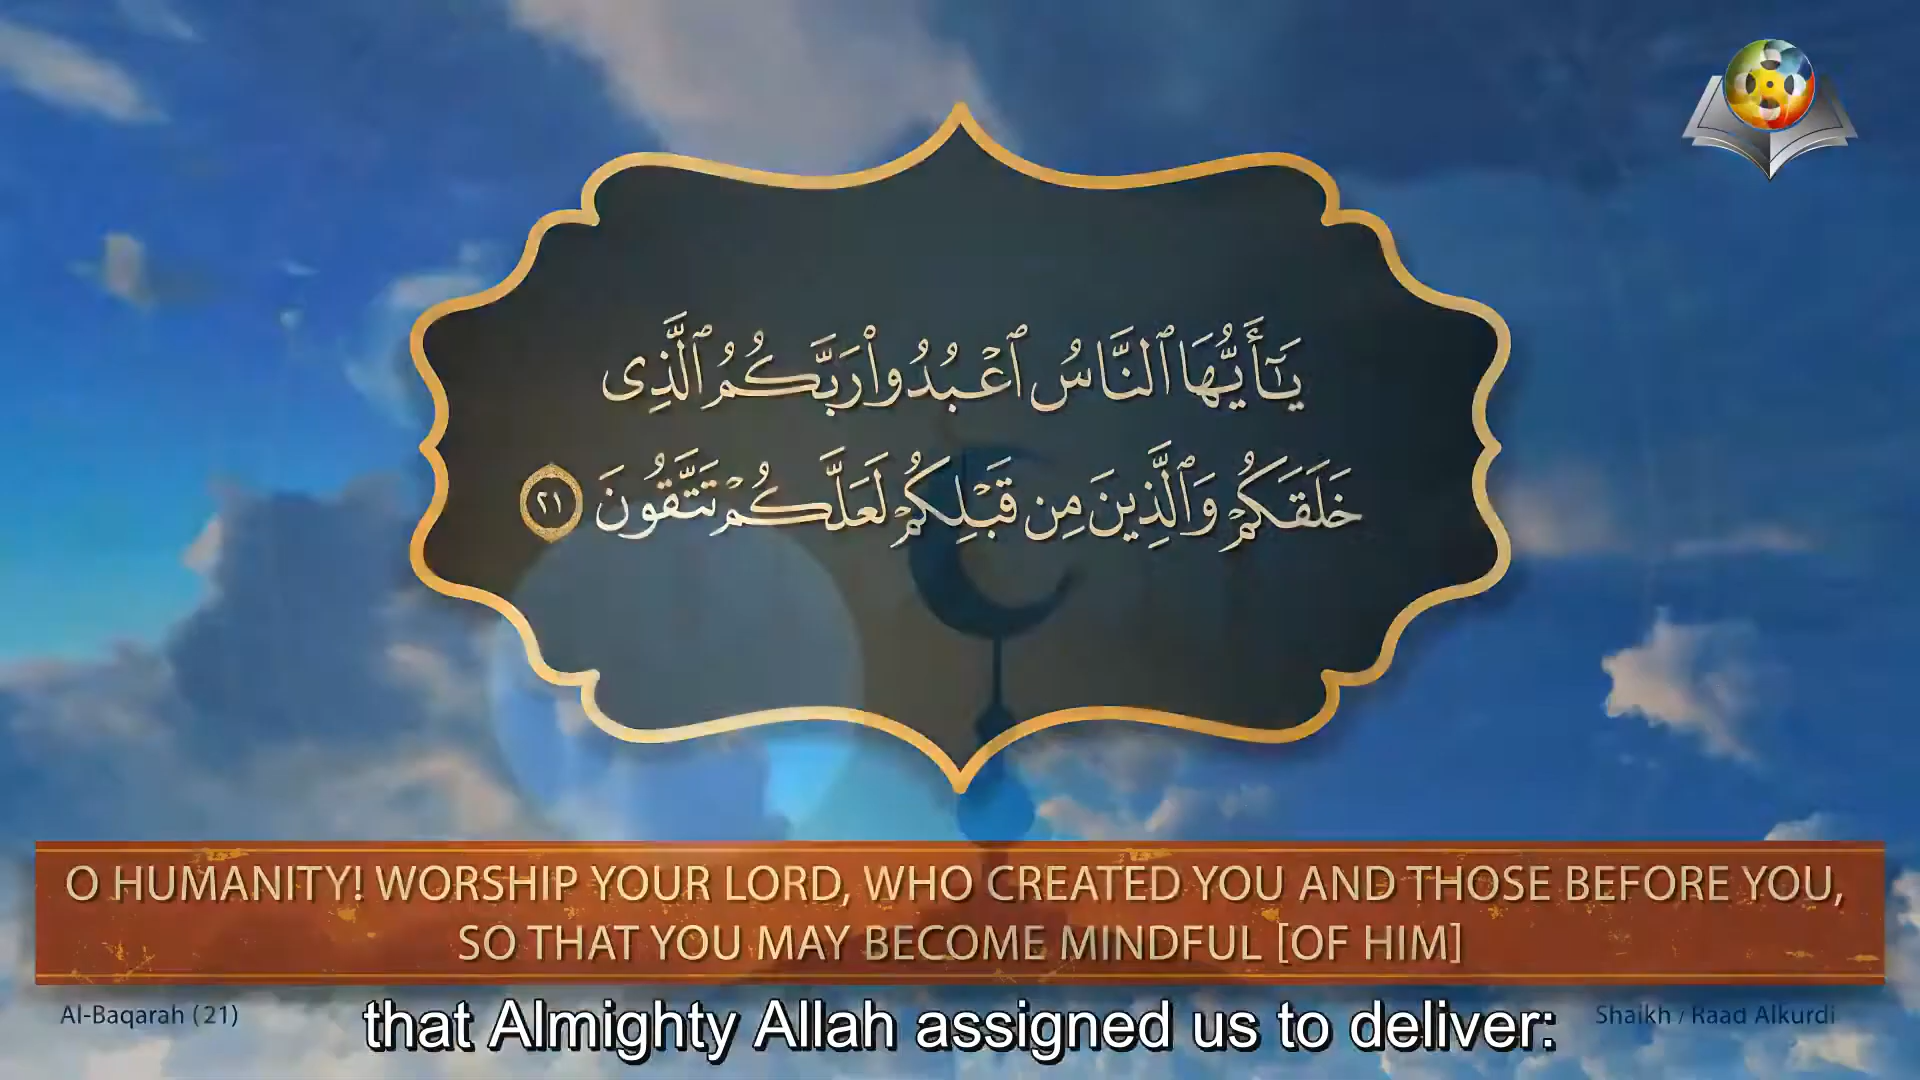 يَـٰٓأَيُّهَا ٱلنَّاسُ ٱعْبُدُوا۟ رَبَّكُمُ ٱلَّذِى
خَلَقَكُمْ وَٱلَّذِينَ مِن قَبْلِكُمْ لَعَلَّكُمْ تَتَّقُونَ ٢١
O HUMANITY! WORSHIP YOUR LORD, WHO CREATED YOU AND THOSE BEFORE YOU,
SO THAT YOU MAY BECOME MINDFUL [OF HIM]
Al-Baqarah (21)
that Almighty Allah assigned us to deliver:
Shaikh / Raad Alkurdi